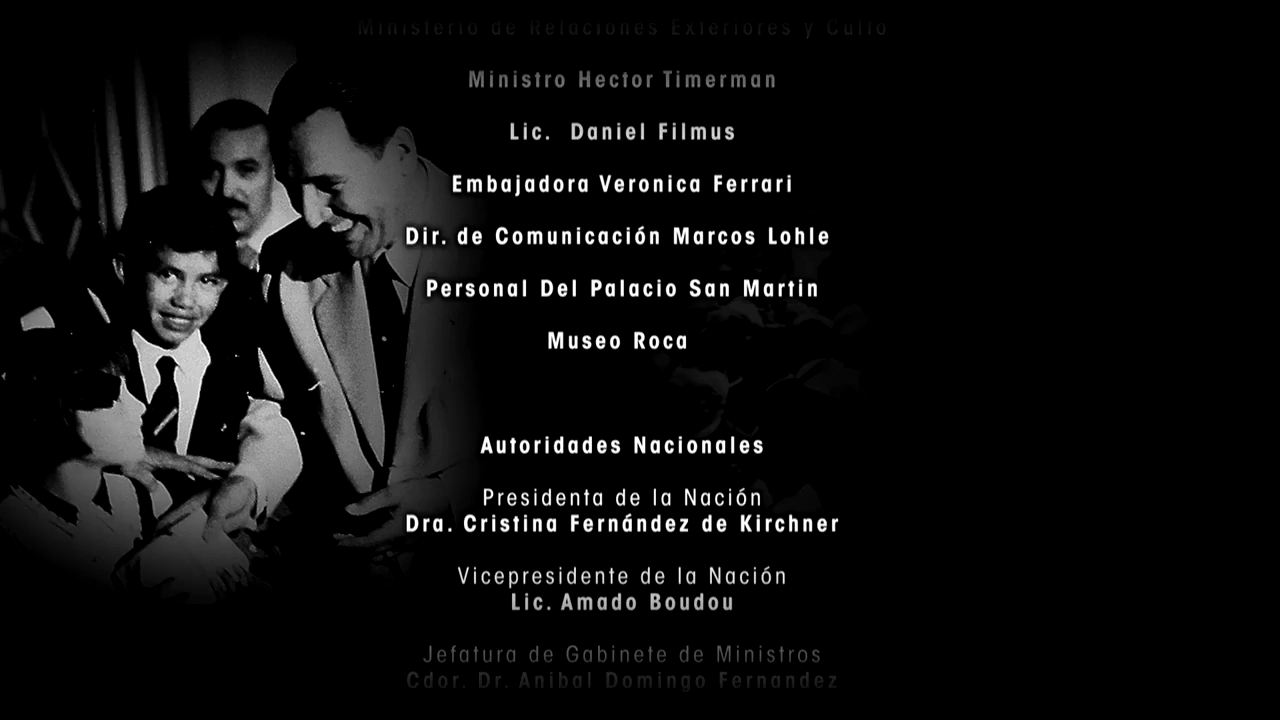 Ministerio de Relaciones Exteriores y Culto
Ministro Hector Timerman
Lic. Daniel Filmus
Embajadora Veronica Ferrari
Dir. de Comunicación Marcos Lohle
Personal Del Palacio San Martin
Museo Roca
Autoridades Nacionales
Presidenta de la Nación
Dra. Cristina Fernández de Kirchner
Vicepresidente de la Nación
Lic. Amado Boudou
Jefatura de Gabinete de Ministros
Cdor. Dr. Anibal Domingo Fernandez